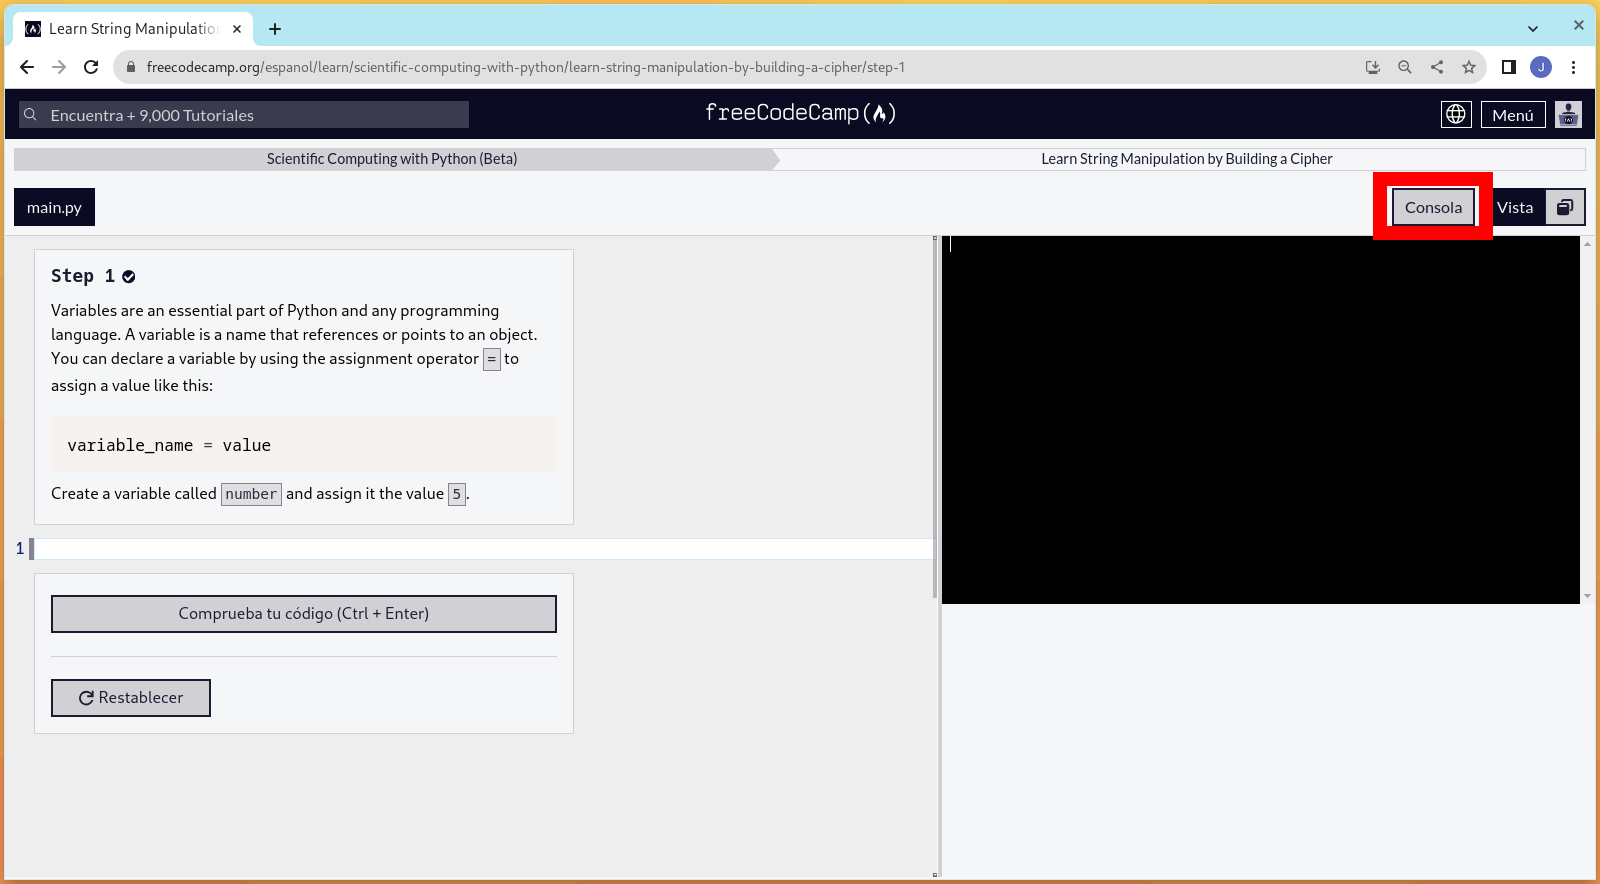 Learn String Manipulatio
freecodecamp.org/espanol/learn/scientific-computing-with-python/learn-string-manipulation-by-building-a-cipher/step-1
J
Encuentra + 9,000 Tutoriales
freeCodeCamp
Menú
Scientific Computing with Python (Beta)
Learn String Manipulation by Building a Cipher
main.py
Consola
Vista
Step 1
Variables are an essential part of Python and any programming
language. A variable is a name that references or points to an object.
You can declare a variable by using the assignment operator = to
assign a value like this:
variable_name = value
Create a variable called number and assign it the value 5.
1
Comprueba tu código (Ctrl + Enter)
Restablecer